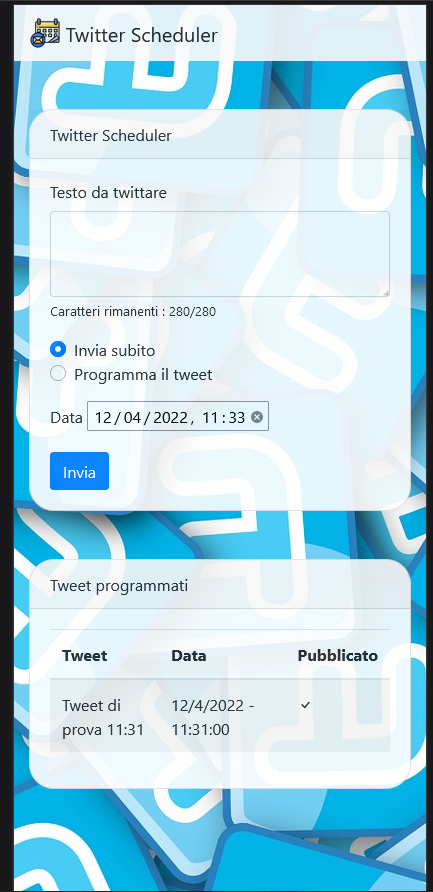 Twitter Scheduler
Twitter Scheduler
Testo da twittare
Caratteri rimanenti : 280/280
Invia subito
Programma il tweet
Data 12/04/2022, 11:33
Invia
Tweet programmati
Tweet Data Pubblicato
Tweet di 12/4/2022 -
prova 11:31 11:31:00